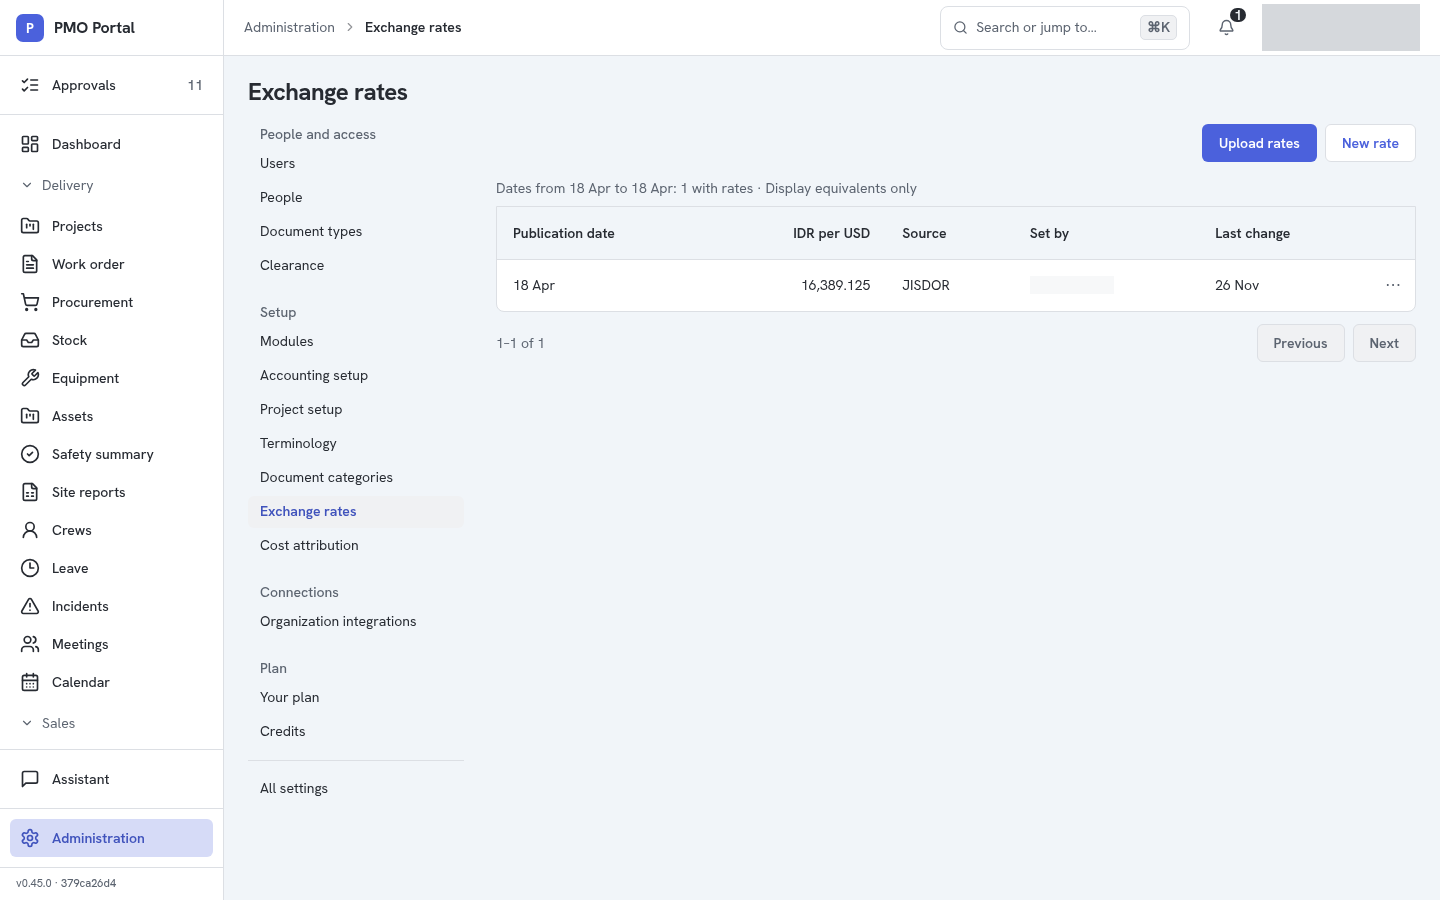 P PMO Portal
Administration > Exchange rates
Search or jump to... ⌘K
1
Approvals 11
Dashboard
Delivery
Projects
Work order
Procurement
Stock
Equipment
Assets
Safety summary
Site reports
Crews
Leave
Incidents
Meetings
Calendar
Sales
Assistant
Administration
v0.45.0 · 379ca26d4
Exchange rates
People and access
Users
People
Document types
Clearance
Setup
Modules
Accounting setup
Project setup
Terminology
Document categories
Exchange rates
Cost attribution
Connections
Organization integrations
Plan
Your plan
Credits
All settings
Upload rates New rate
Dates from 18 Apr to 18 Apr: 1 with rates · Display equivalents only
Publication date IDR per USD Source Set by Last change
18 Apr 16,389.125 JISDOR 26 Nov ...
1–1 of 1 Previous Next